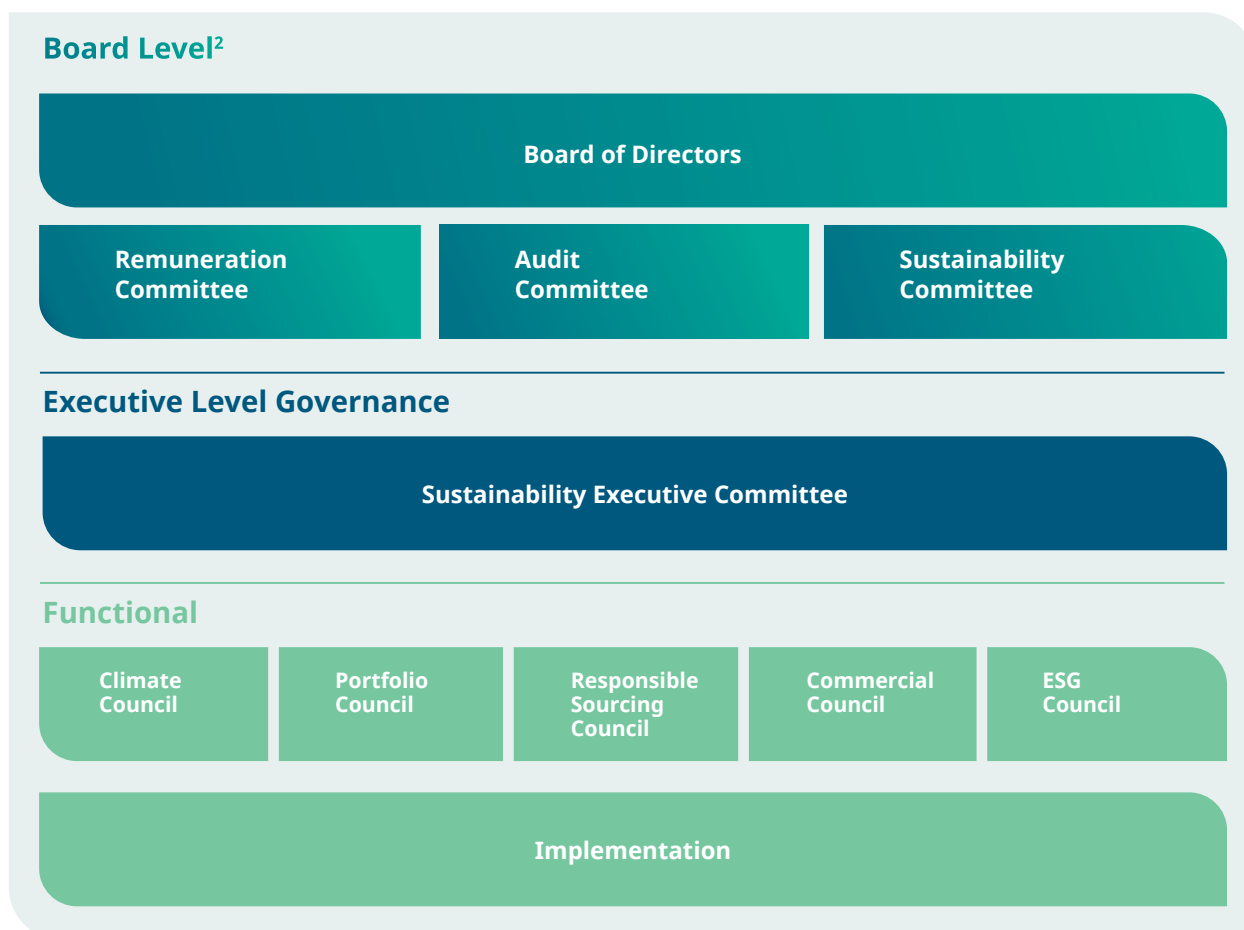 Board Level²
Board of Directors
Remuneration
Committee
Audit
Committee
Sustainability
Committee
Executive Level Governance
Sustainability Executive Committee
Functional
Climate
Council
Portfolio
Council
Responsible
Sourcing
Council
Commercial
Council
ESG
Council
Implementation